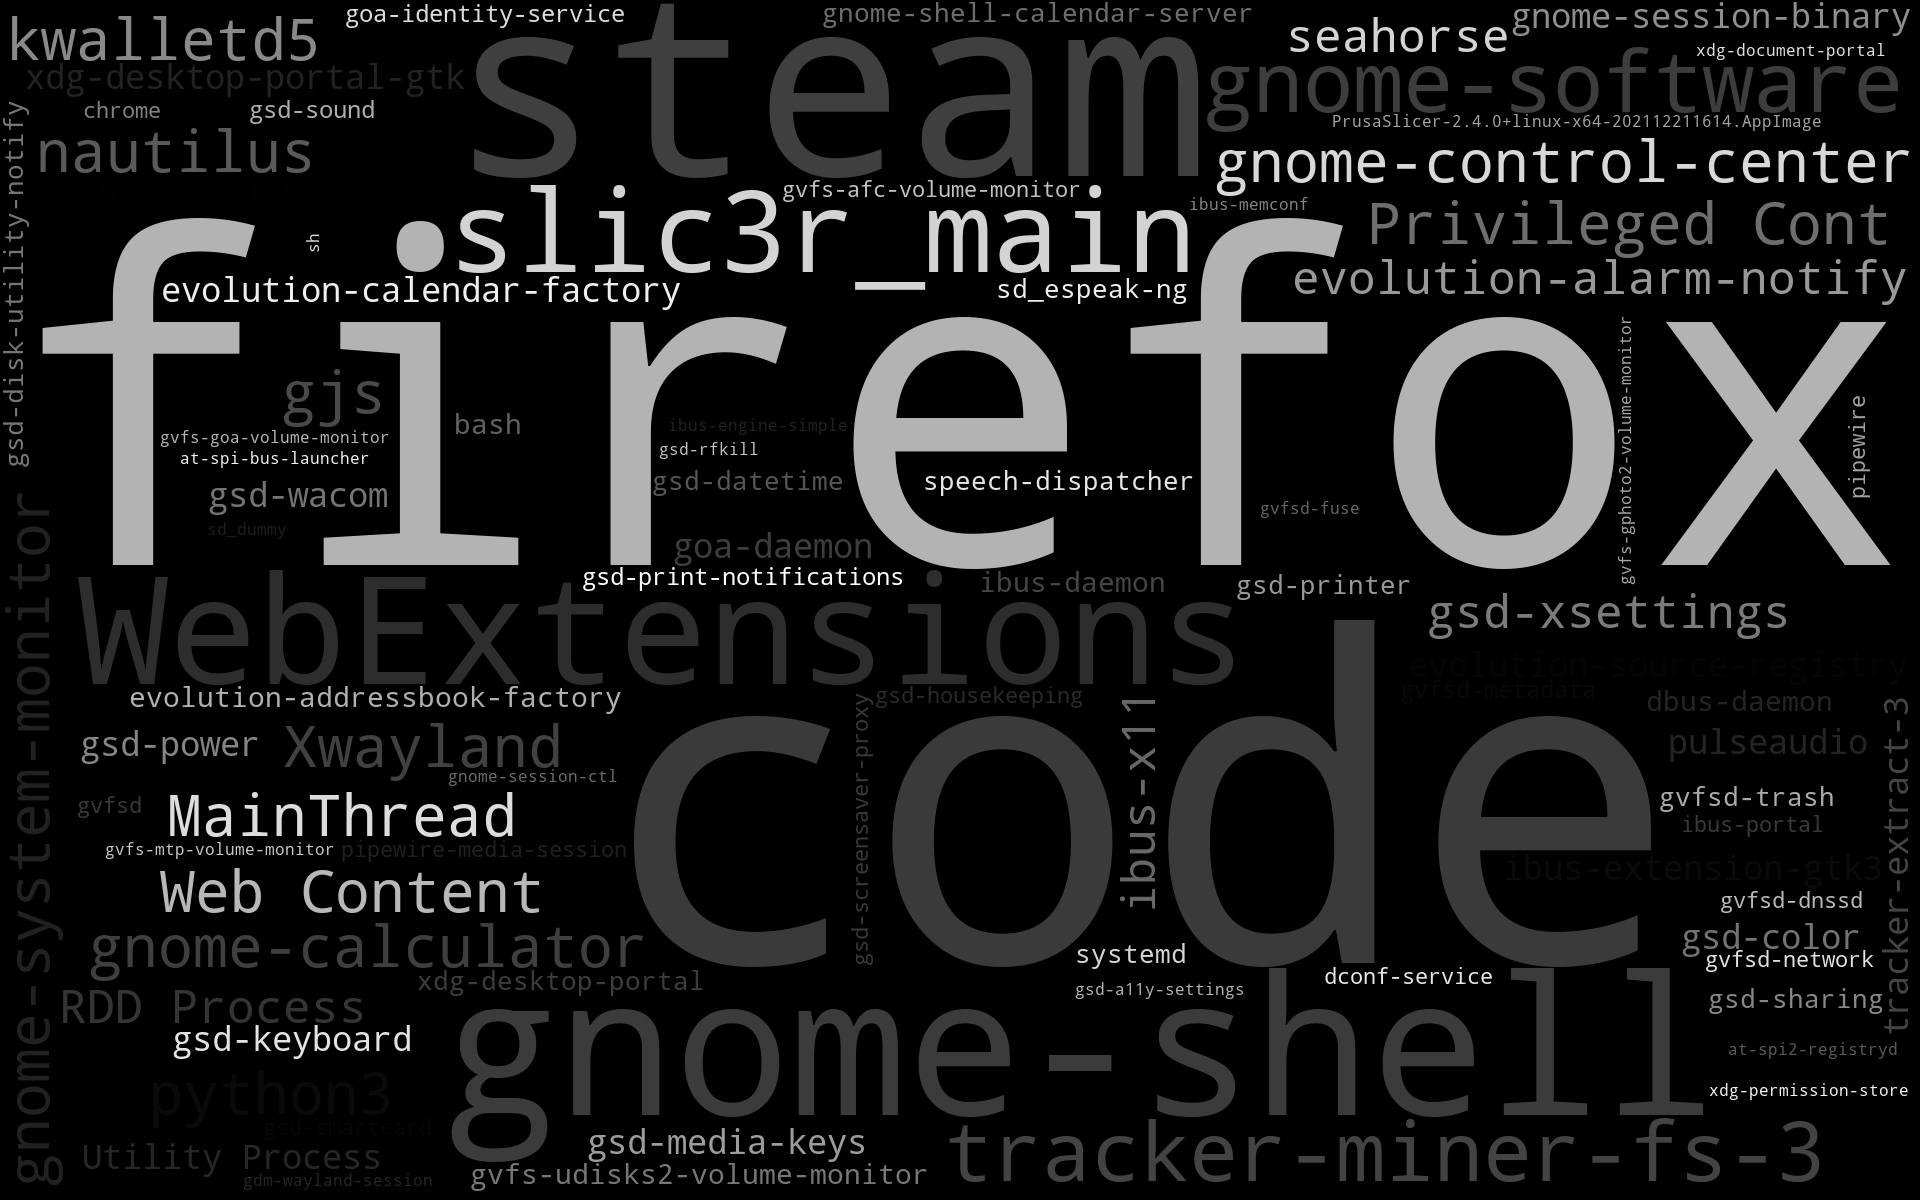 goa-identity-service
gnome-shell-calendar-server
gnome-session-binary
kwalletd5
steam
seahorse
xdg-document-portal
xdg-desktop-portal-gtk
gnome-software
chrome
gsd-sound
PrusaSlicer-2.4.0+linux-x64-202112211614.AppImage
nautilus
gnome-control-center
gsd-disk-utility-notify
slic3r_main
gvfs-afc-volume-monitor
ibus-memconf
Privileged Cont
sh
evolution-calendar-factory
sd_espeak-ng
evolution-alarm-notify
firefox
gjs
bash
ibus-engine-simple
gvfs-goa-volume-monitor
gsd-rfkill
at-spi-bus-launcher
gsd-wacom
gsd-datetime
speech-dispatcher
gvfsd-fuse
gvfs-gphoto2-volume-monitor
pipewire
sd_dummy
goa-daemon
gsd-print-notifications
ibus-daemon
gsd-printer
gnome-system-monitor
WebExtensions
gsd-xsettings
evolution-source-registry
evolution-addressbook-factory
gsd-housekeeping
gvfsd-metadata
dbus-daemon
gsd-power
Xwayland
gsd-screensaver-proxy
code
ibus-x11
pulseaudio
tracker-extract-3
gnome-session-ctl
gvfsd
MainThread
gvfsd-trash
ibus-portal
gvfs-mtp-volume-monitor
pipewire-media-session
ibus-extension-gtk3
Web Content
gvfsd-dnssd
gnome-calculator
gsd-color
systemd
gvfsd-network
xdg-desktop-portal
gsd-a11y-settings
dconf-service
gsd-sharing
RDD Process
gnome-shell
gsd-keyboard
at-spi2-registryd
python3
xdg-permission-store
gsd-smartcard
gsd-media-keys
tracker-miner-fs-3
Utility Process
gvfs-udisks2-volume-monitor
gdm-wayland-session